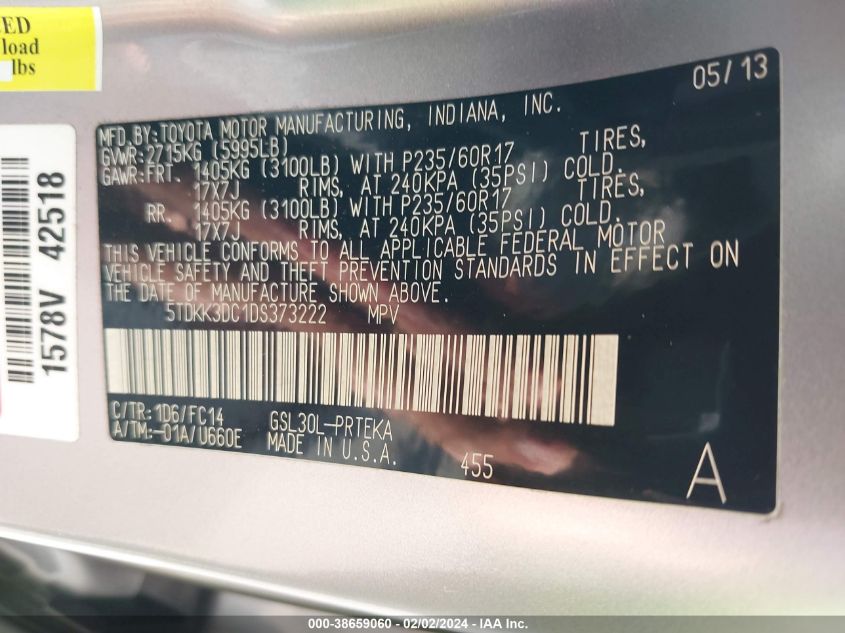 ED
load
lbs
1578V 42518
05/13
MFD.BY:TOYOTA MOTOR MANUFACTURING, INDIANA, INC.
GVWR:2715KG (5995LB)
GAWR:FRT. 1405KG (3100LB) WITH P235/60R17 TIRES,
17X7J RIMS, AT 240KPA (35PSI) COLD.
RR. 1405KG (3100LB) WITH P235/60R17 TIRES,
17X7J RIMS, AT 240KPA (35PSI) COLD.
THIS VEHICLE CONFORMS TO ALL APPLICABLE FEDERAL MOTOR
VEHICLE SAFETY AND THEFT PREVENTION STANDARDS IN EFFECT ON
THE DATE OF MANUFACTURE SHOWN ABOVE.
5TDKK3DC1DS373222 MPV
C/TR:1D6/FC14 GSL30L-PRTEKA
A/TM:-01A/U660E MADE IN U.S.A. 455
A
000-38659060 - 02/02/2024 - IAA Inc.